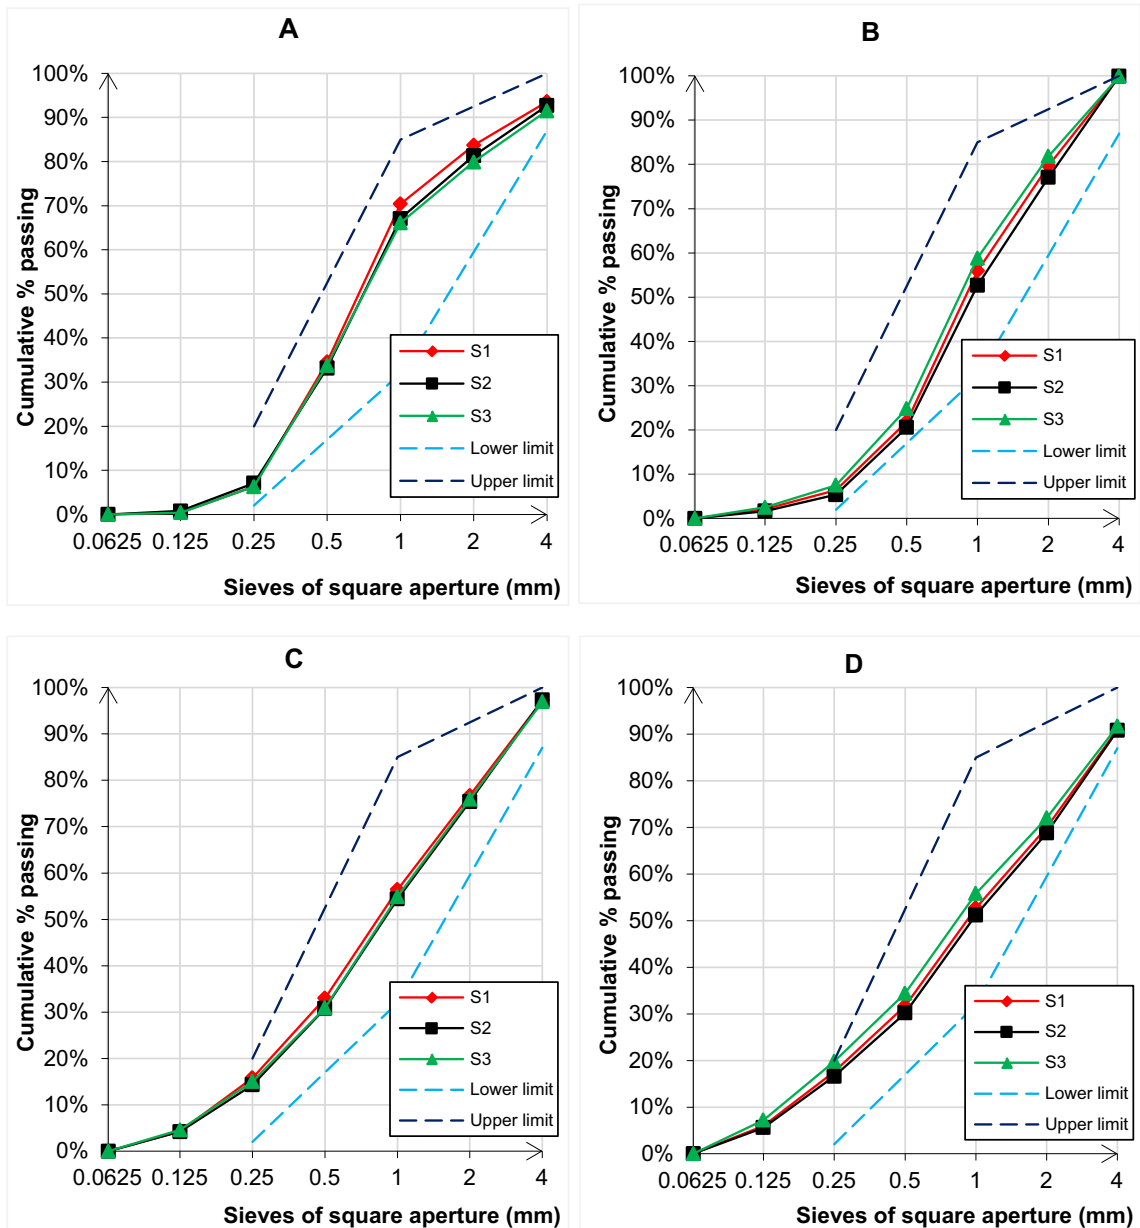 A
100%
90%
80%
70%
60%
50%
40%
30%
20%
10%
0%
Cumulative % passing
S1
S2
S3
Lower limit
Upper limit
0.0625 0.125 0.25 0.5 1 2 4
Sieves of square aperture (mm)
B
100%
90%
80%
70%
60%
50%
40%
30%
20%
10%
0%
Cumulative % passing
S1
S2
S3
Lower limit
Upper limit
0.0625 0.125 0.25 0.5 1 2 4
Sieves of square aperture (mm)
C
100%
90%
80%
70%
60%
50%
40%
30%
20%
10%
0%
Cumulative % passing
S1
S2
S3
Lower limit
Upper limit
0.0625 0.125 0.25 0.5 1 2 4
Sieves of square aperture (mm)
D
100%
90%
80%
70%
60%
50%
40%
30%
20%
10%
0%
Cumulative % passing
S1
S2
S3
Lower limit
Upper limit
0.0625 0.125 0.25 0.5 1 2 4
Sieves of square aperture (mm)